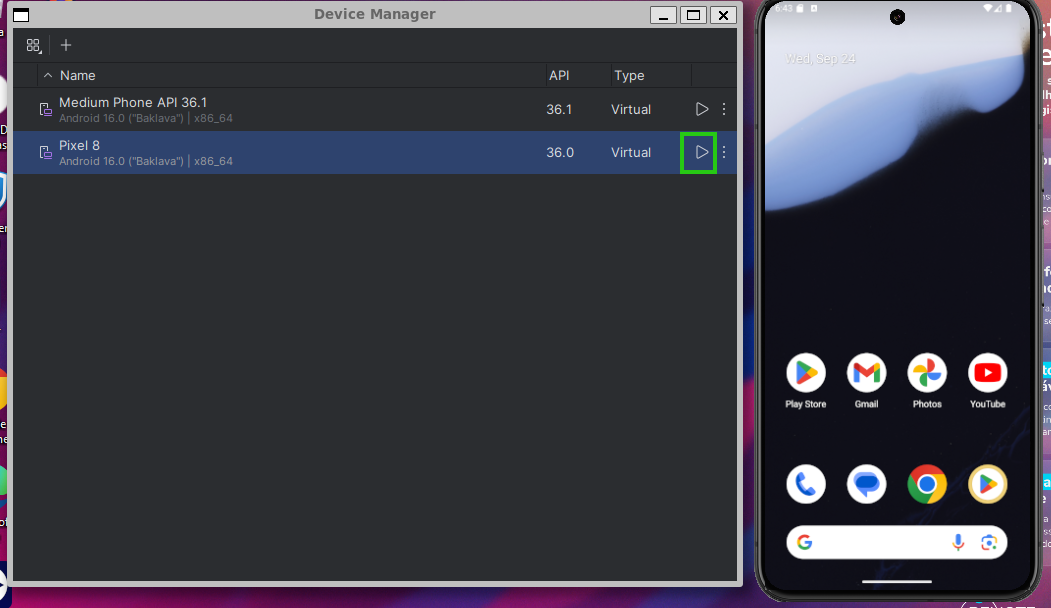 Device Manager
Name API Type
Medium Phone API 36.1
Android 16.0 ("Baklava") | x86_64
36.1 Virtual
Pixel 8
Android 16.0 ("Baklava") | x86_64
36.0 Virtual
6:43
Wed, Sep 24
Play Store Gmail Photos YouTube